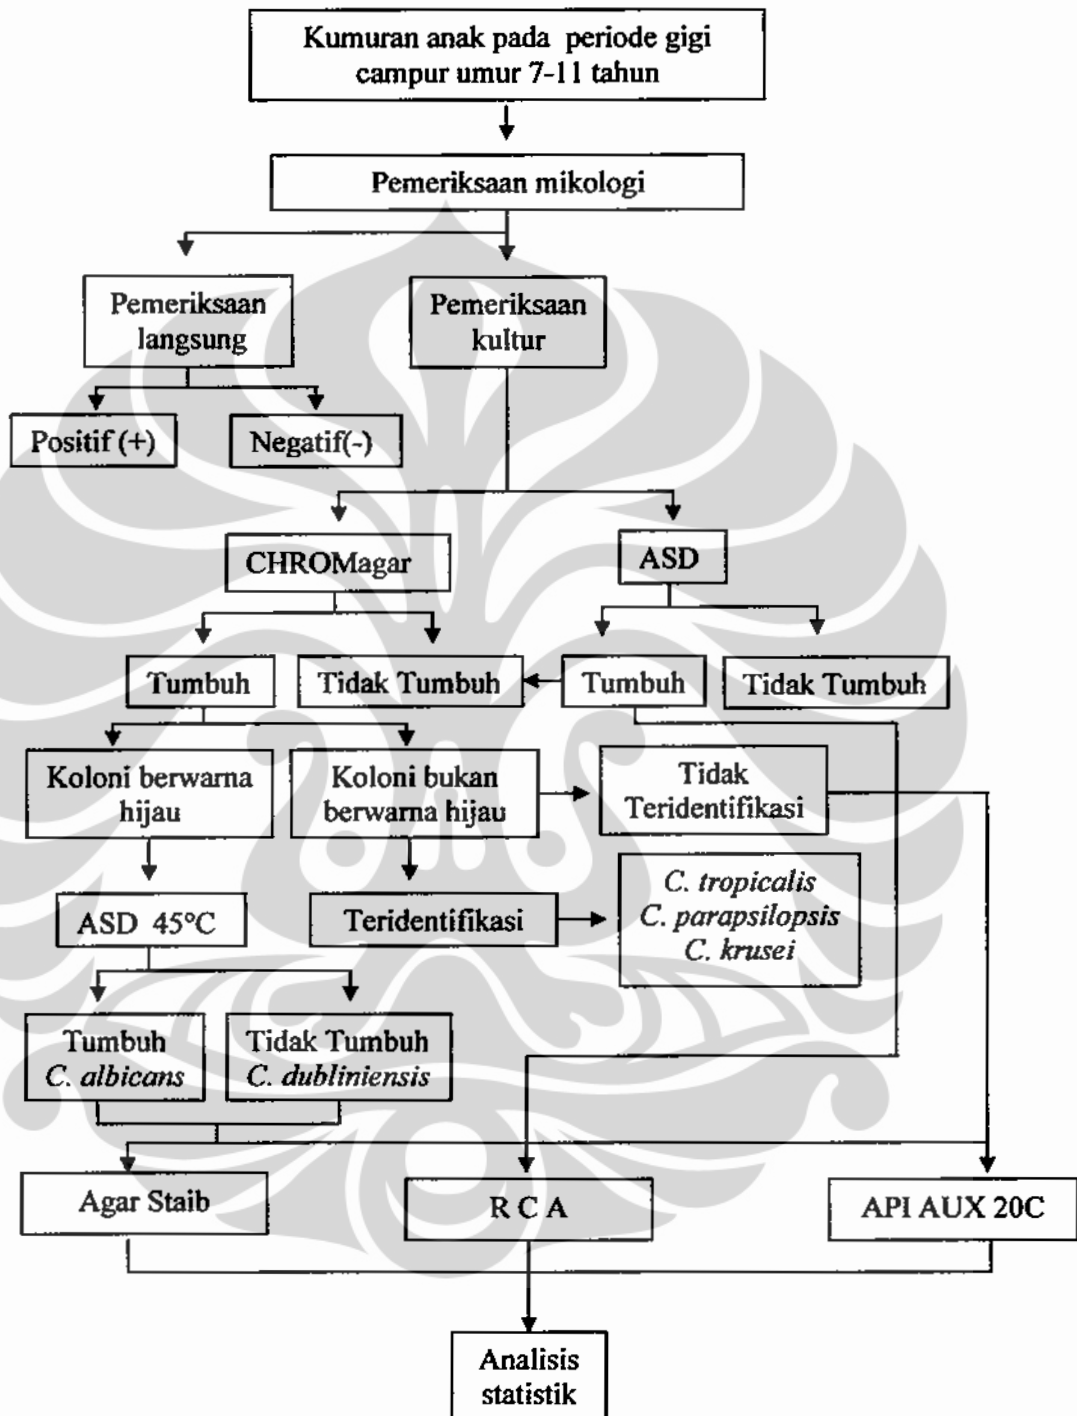 Kumuran anak pada periode gigi
campur umur 7-11 tahun
Pemeriksaan mikologi
Pemeriksaan
langsung
Pemeriksaan
kultur
Positif (+)
Negatif(-)
CHROMagar
ASD
Tumbuh
Tidak Tumbuh
Tumbuh
Tidak Tumbuh
Koloni berwarna
hijau
Koloni bukan
berwarna hijau
Tidak
Teridentifikasi
ASD 45°C
Teridentifikasi
C. tropicalis
C. parapsilopsis
C. krusei
Tumbuh
C. albicans
Tidak Tumbuh
C. dubliniensis
Agar Staib
R C A
API AUX 20C
Analisis
statistik